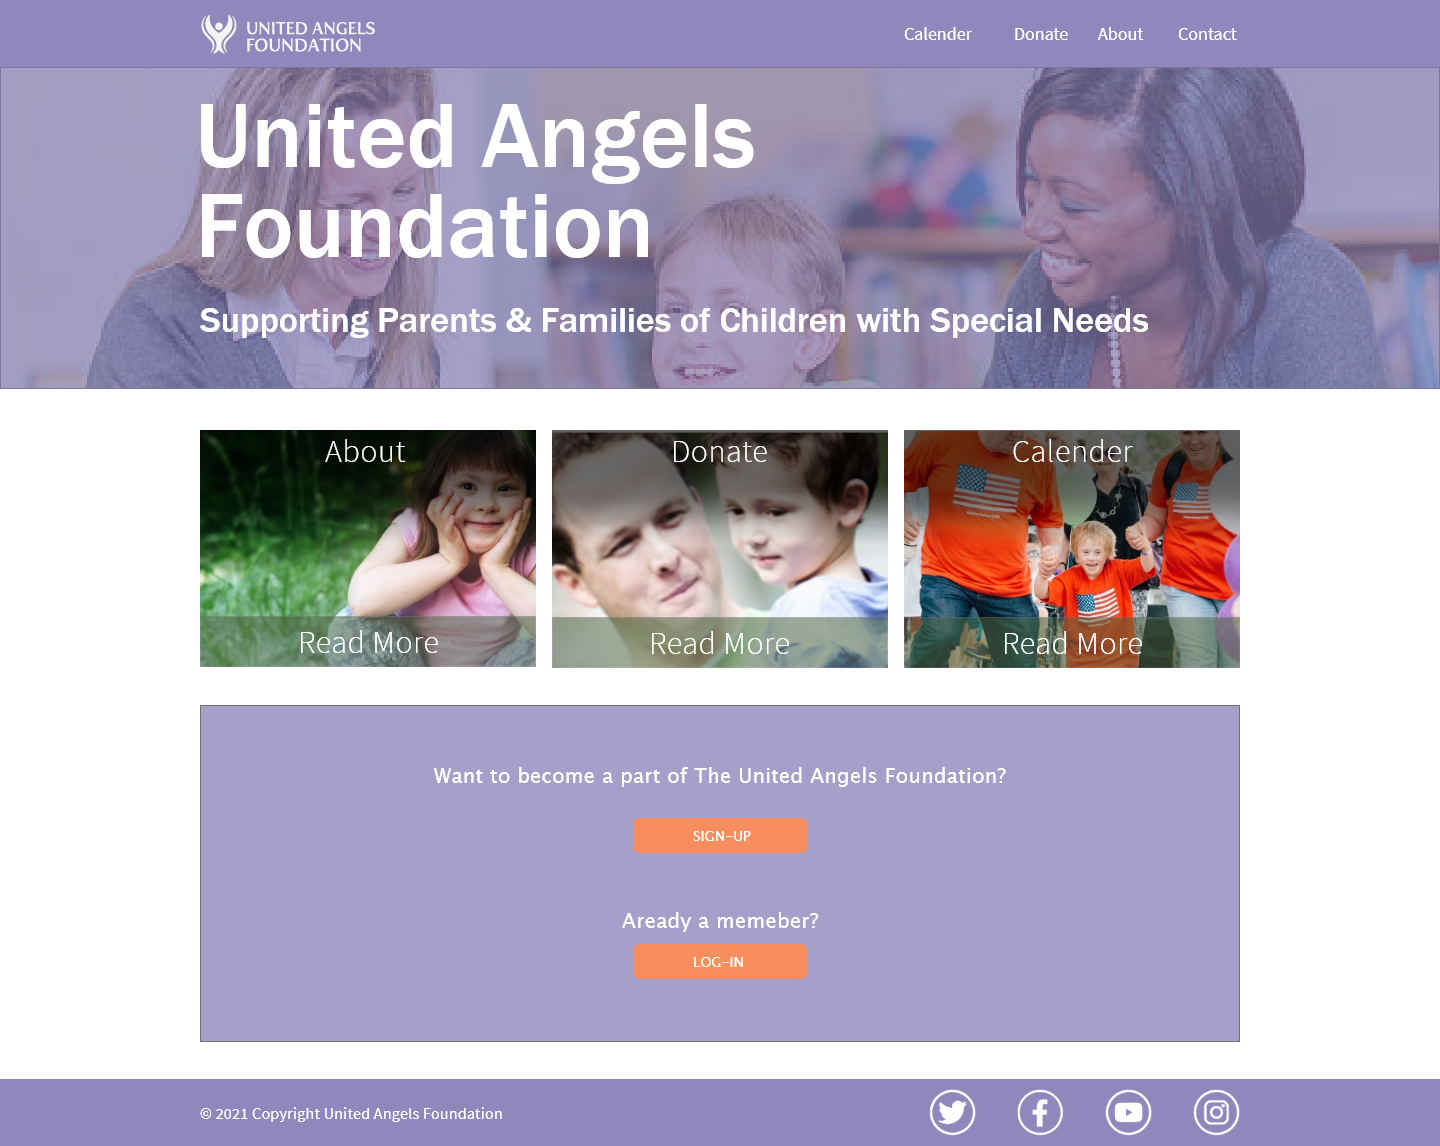 UNITED ANGELS
FOUNDATION
Calender Donate About Contact
United Angels
Foundation
Supporting Parents & Families of Children with Special Needs
About
Donate
Calender
Read More
Read More
Read More
Want to become a part of The United Angels Foundation?
SIGN-UP
Aready a memeber?
LOG-IN
© 2021 Copyright United Angels Foundation